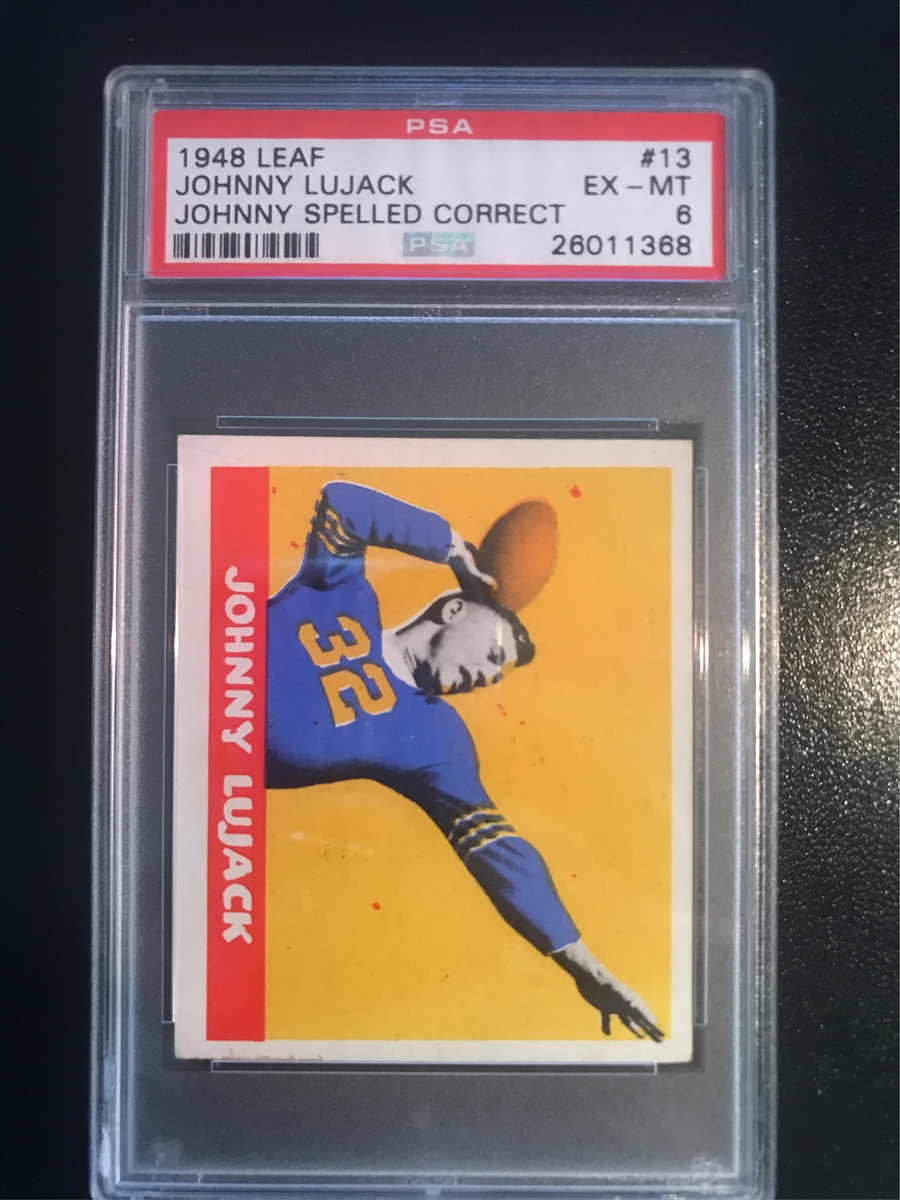 PSA
1948 LEAF #13
JOHNNY LUJACK EX – MT
JOHNNY SPELLED CORRECT 6
PSA 26011368
32
JOHNNY LUJACK